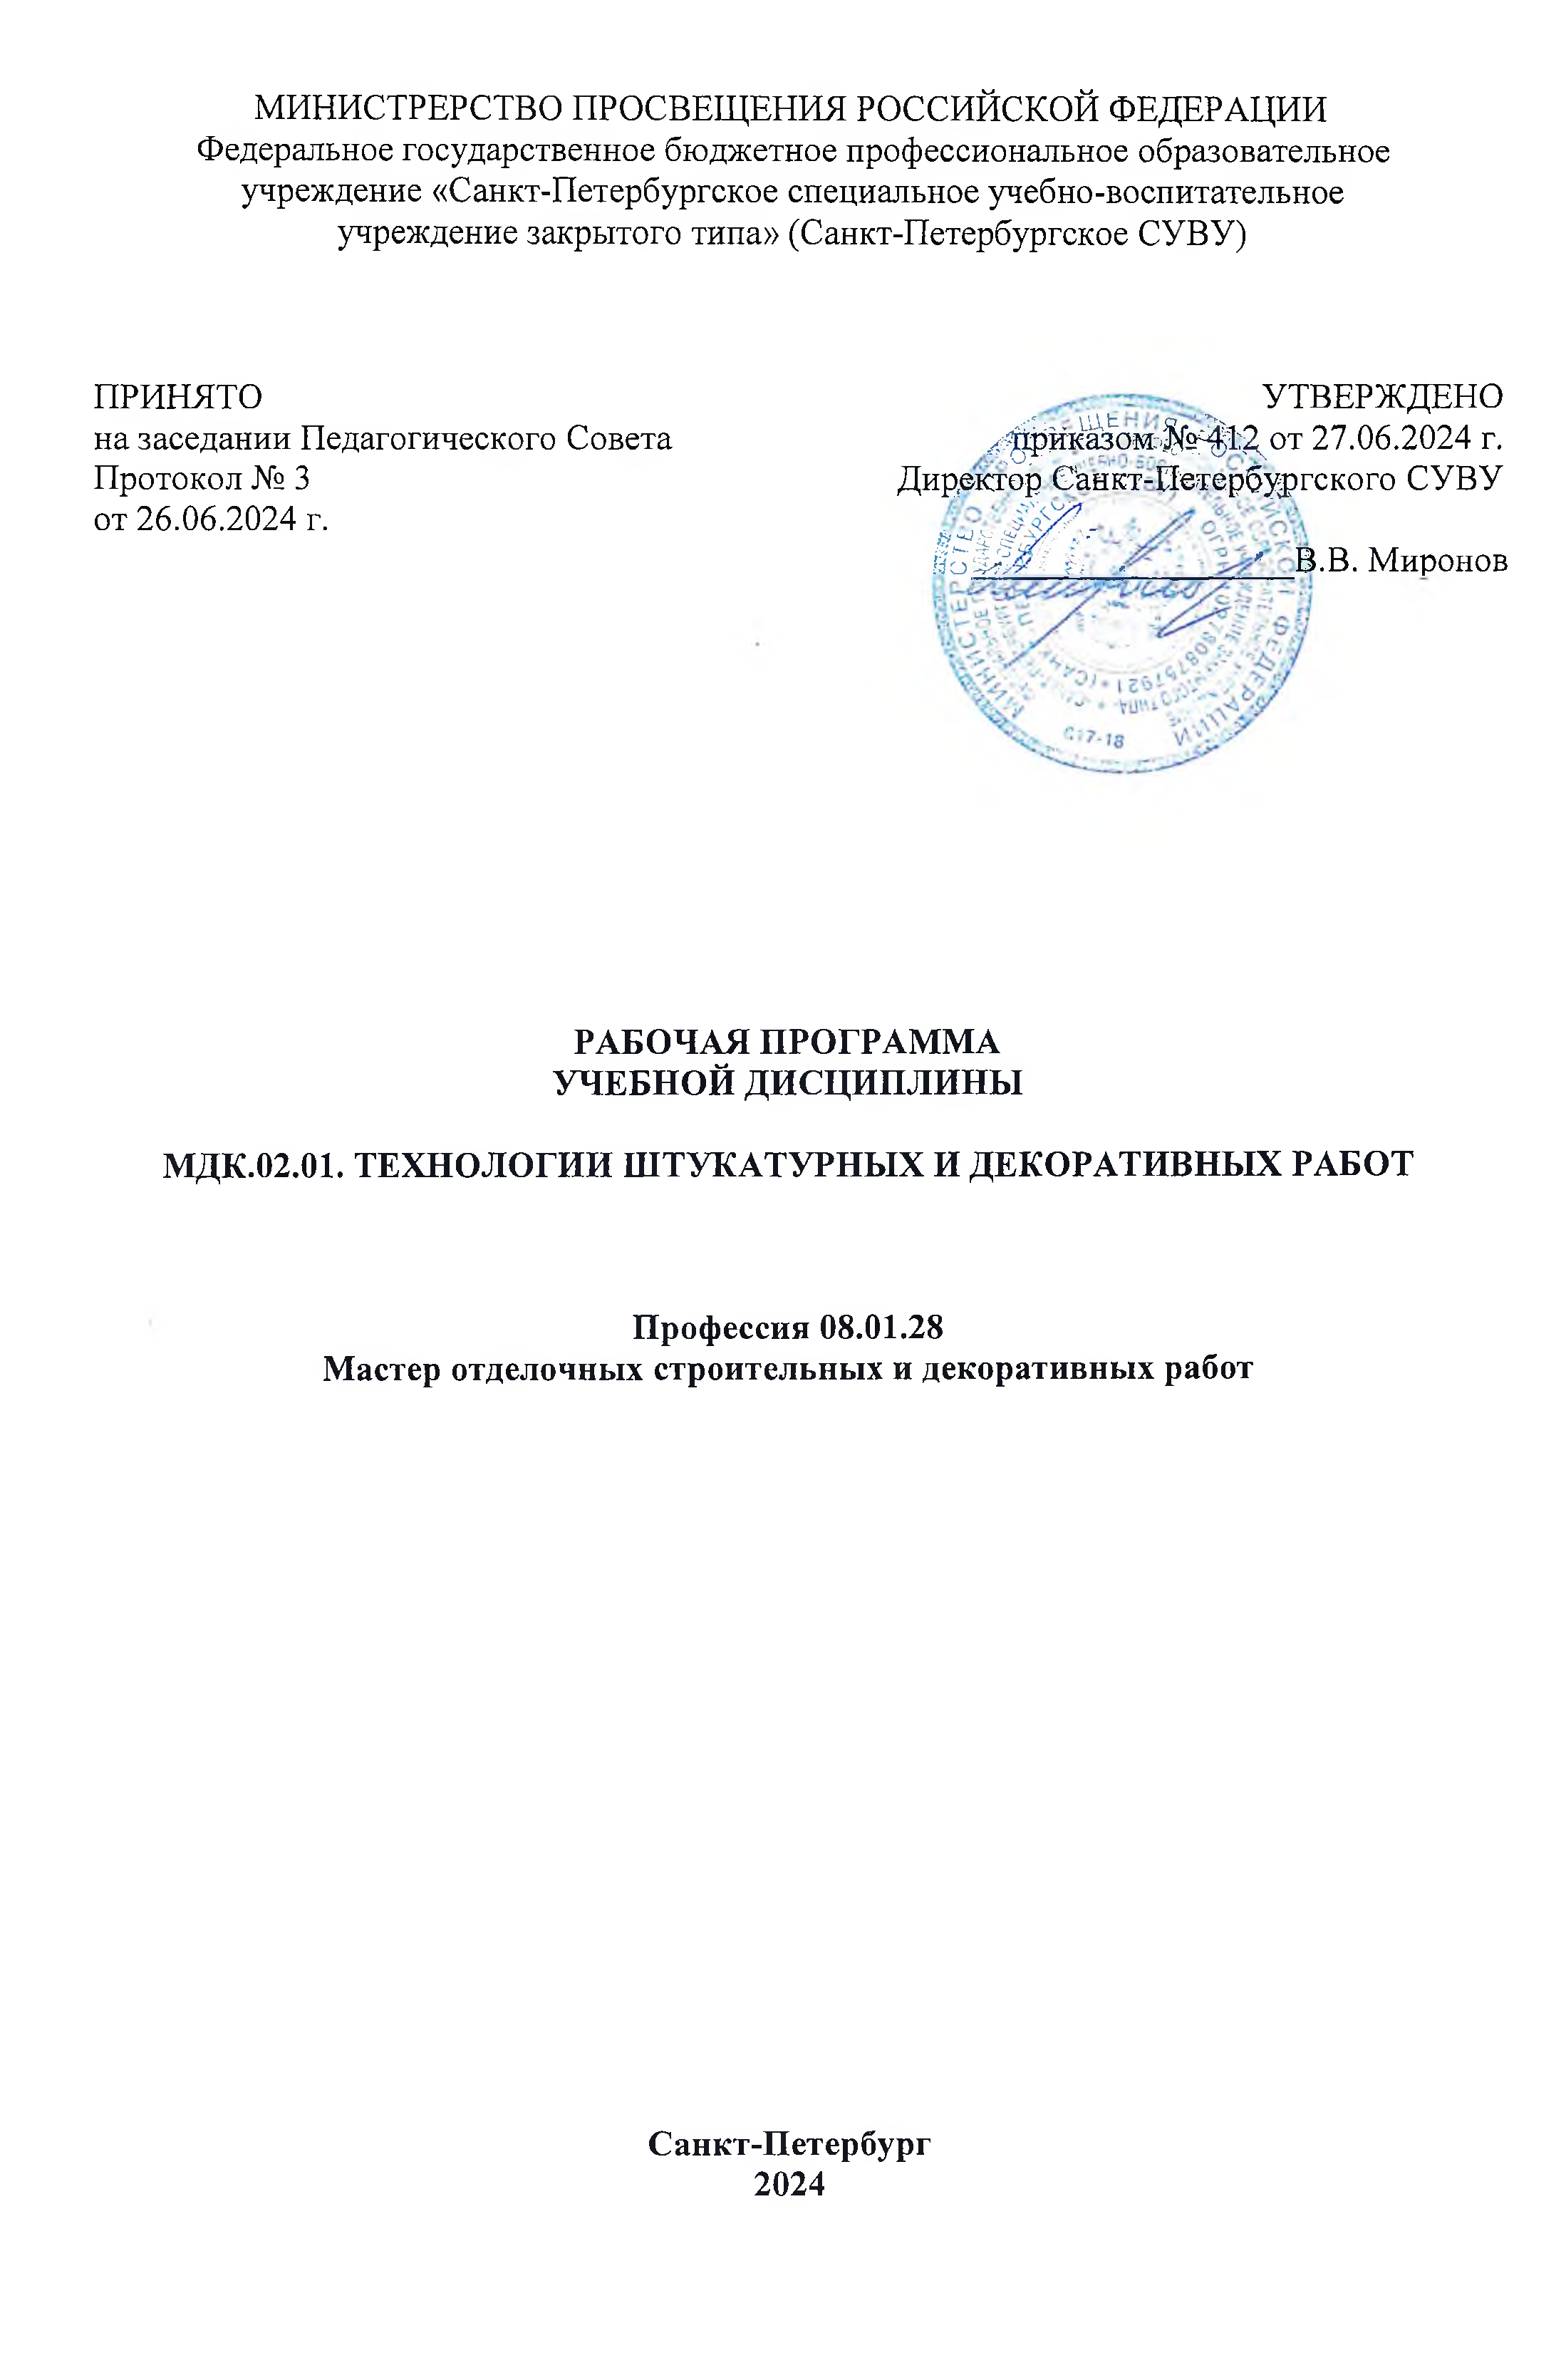 МИНИСТРЕРСТВО ПРОСВЕЩЕНИЯ РОССИЙСКОЙ ФЕДЕРАЦИИ
Федеральное государственное бюджетное профессиональное образовательное
учреждение «Санкт-Петербургское специальное учебно-воспитательное
учреждение закрытого типа» (Санкт-Петербургское СУВУ)
ПРИНЯТО
на заседании Педагогического Совета
Протокол № 3
от 26.06.2024 г.
УТВЕРЖДЕНО
приказом № 412 от 27.06.2024 г.
Директор Санкт-Петербургского СУВУ
В.В. Миронов
С17-18
РАБОЧАЯ ПРОГРАММА
УЧЕБНОЙ ДИСЦИПЛИНЫ
МДК.02.01. ТЕХНОЛОГИИ ШТУКАТУРНЫХ И ДЕКОРАТИВНЫХ РАБОТ
Профессия 08.01.28
Мастер отделочных строительных и декоративных работ
Санкт-Петербург
2024